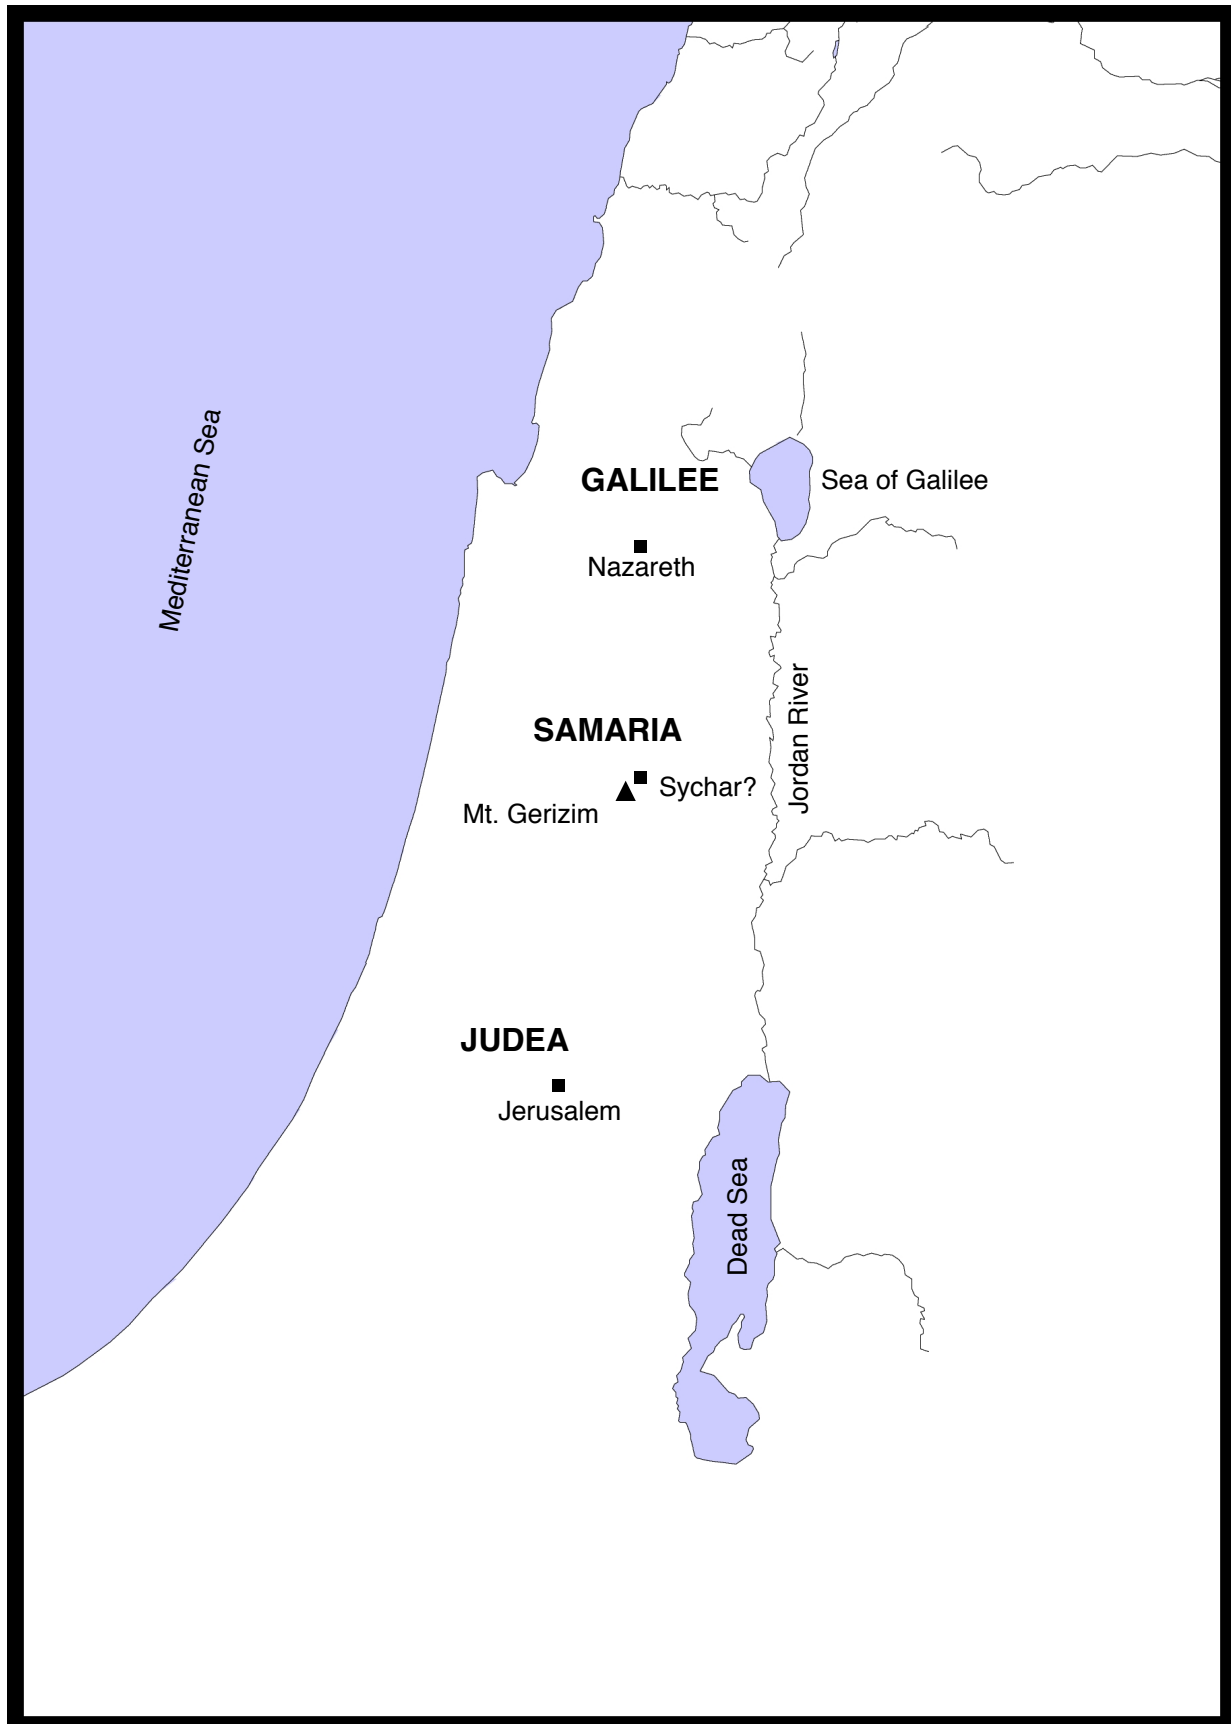 Mediterranean Sea
GALILEE
Sea of Galilee
Nazareth
Jordan River
SAMARIA
Sychar?
Mt. Gerizim
JUDEA
Jerusalem
Dead Sea